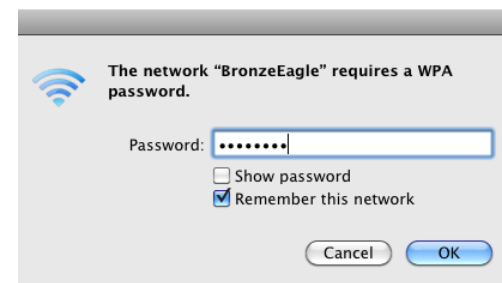 The network “BronzeEagle” requires a WPA
password.
Password: ••••••••
Show password
Remember this network
Cancel OK